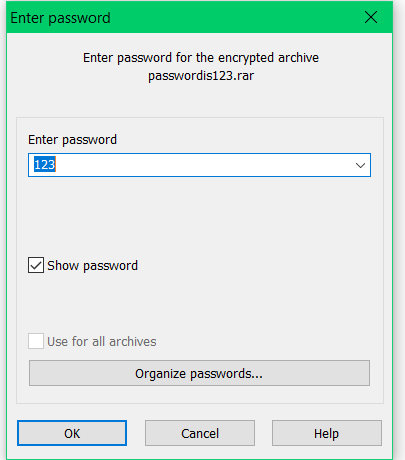 Enter password
Enter password for the encrypted archive
passwordis123.rar
Enter password
123
Show password
Use for all archives
Organize passwords...
OK
Cancel
Help